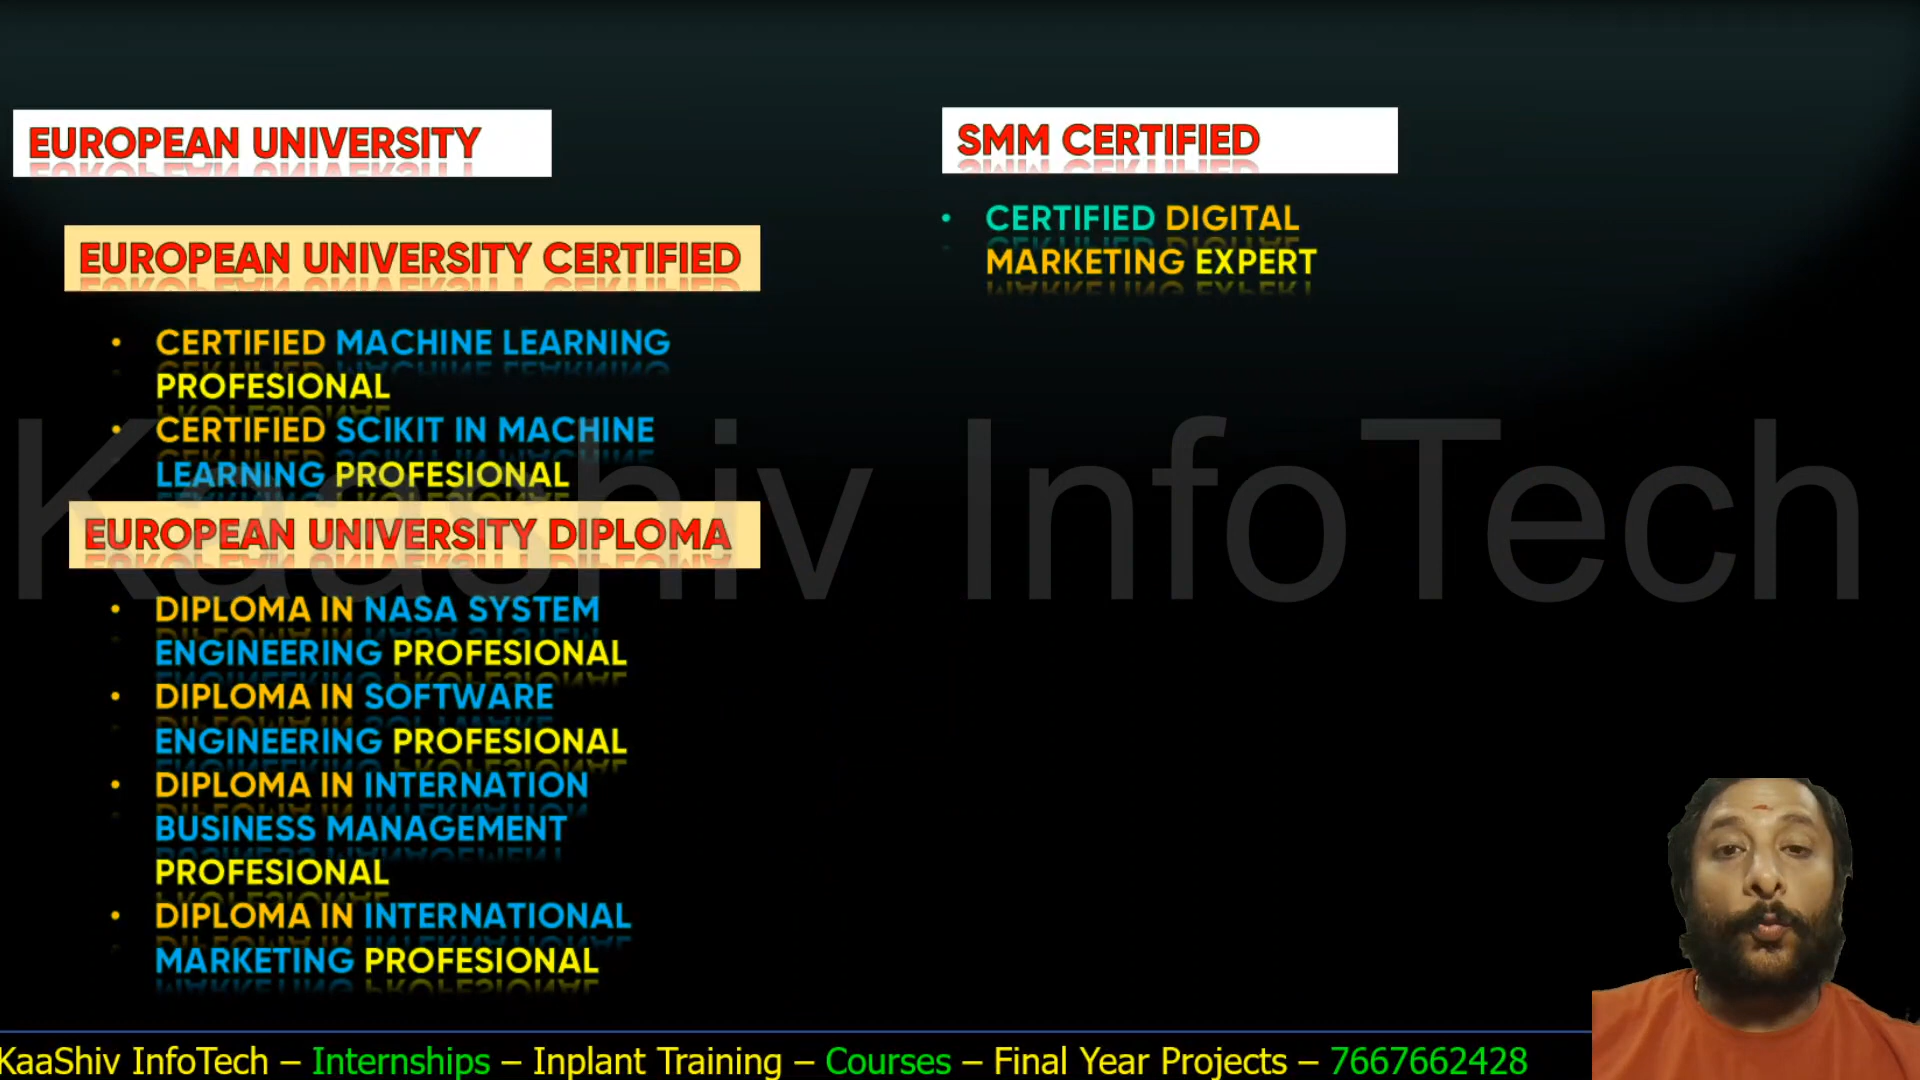 EUROPEAN UNIVERSITY
EUROPEAN UNIVERSITY CERTIFIED
• CERTIFIED MACHINE LEARNING
PROFESIONAL
• CERTIFIED SCIKIT IN MACHINE
LEARNING PROFESIONAL
EUROPEAN UNIVERSITY DIPLOMA
• DIPLOMA IN NASA SYSTEM
ENGINEERING PROFESIONAL
• DIPLOMA IN SOFTWARE
ENGINEERING PROFESIONAL
• DIPLOMA IN INTERNATION
BUSINESS MANAGEMENT
PROFESIONAL
• DIPLOMA IN INTERNATIONAL
MARKETING PROFESIONAL
SMM CERTIFIED
• CERTIFIED DIGITAL
MARKETING EXPERT
Kaashiv InfoTech
KaaShiv InfoTech – Internships – Inplant Training – Courses – Final Year Projects – 7667662428